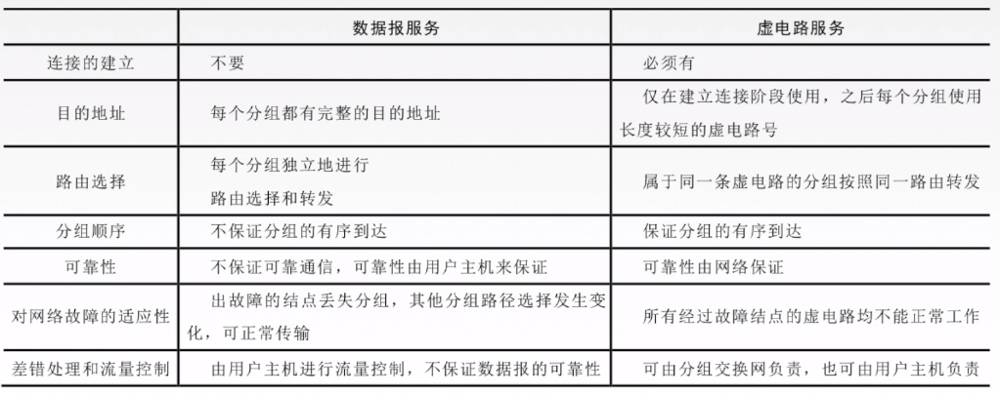 数据报服务 虚电路服务
连接的建立 不要 必须有
目的地址 每个分组都有完整的目的地址 仅在建立连接阶段使用，之后每个分组使用
长度较短的虚电路号
路由选择 每个分组独立地进行
路由选择和转发 属于同一条虚电路的分组按照同一路由转发
分组顺序 不保证分组的有序到达 保证分组的有序到达
可靠性 不保证可靠通信，可靠性由用户主机来保证 可靠性由网络保证
对网络故障的适应性 出故障的结点丢失分组，其他分组路径选择发生变
化，可正常传输 所有经过故障结点的虚电路均不能正常工作
差错处理和流量控制 由用户主机进行流量控制，不保证数据报的可靠性 可由分组交换网负责，也可由用户主机负责